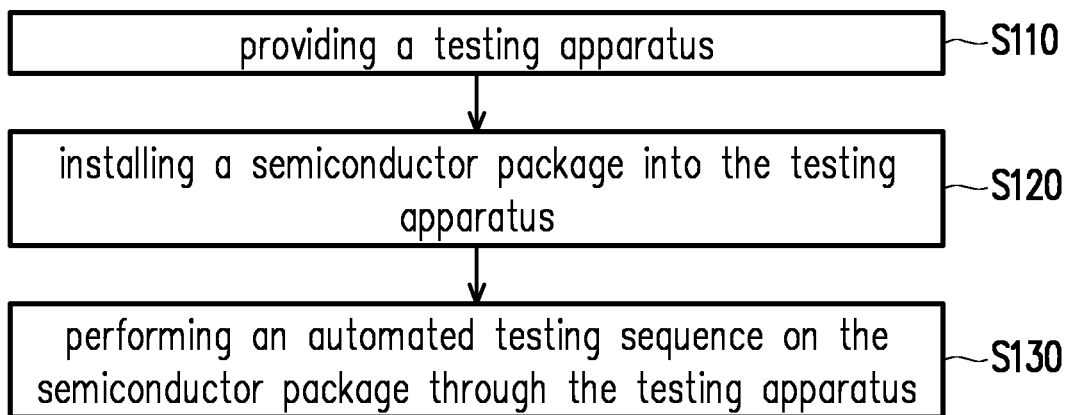 providing a testing apparatus
S110
installing a semiconductor package into the testing
apparatus
S120
performing an automated testing sequence on the
semiconductor package through the testing apparatus
S130